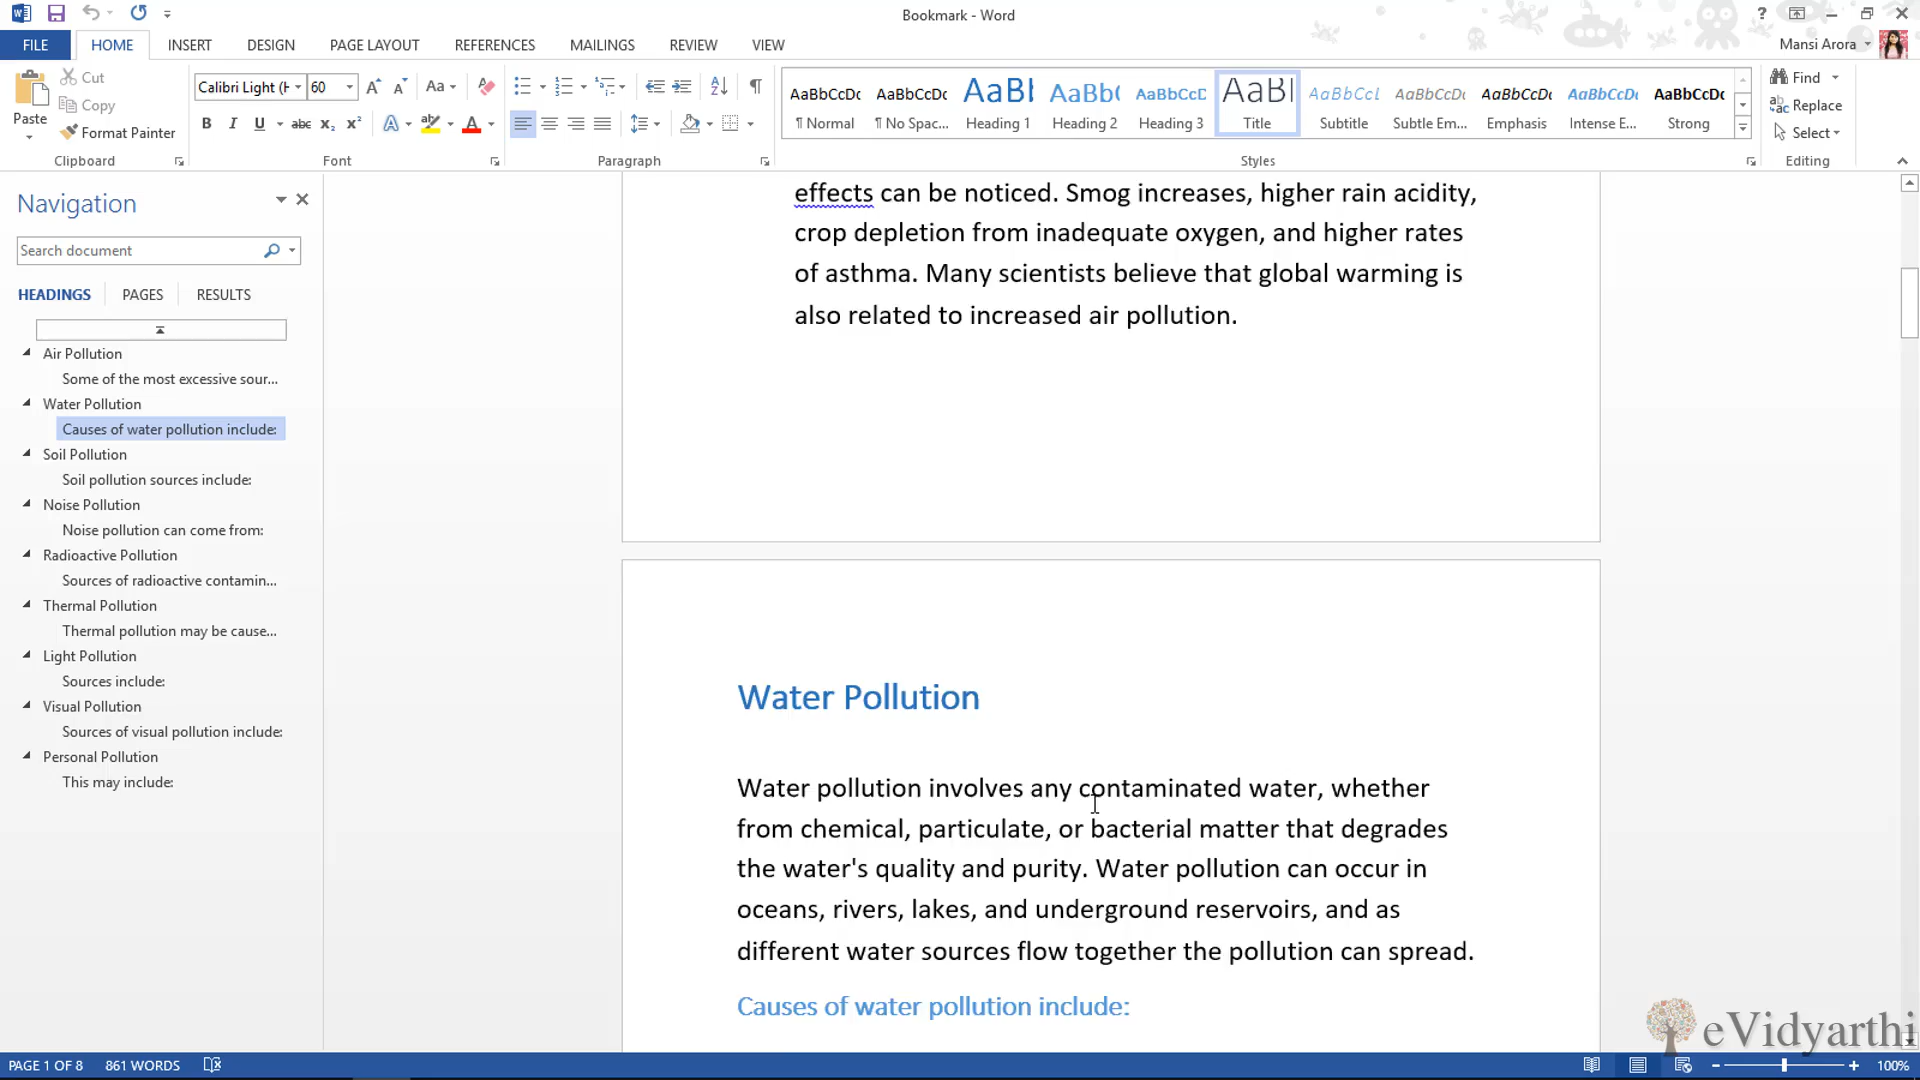 Bookmark - Word
?
FILE HOME INSERT DESIGN PAGE LAYOUT REFERENCES MAILINGS REVIEW VIEW
Mansi Arora
Paste
Cut
Copy
Format Painter
Clipboard
Calibri Light (H 60
Aa
B I U abc x₂ x²
Font
Paragraph
AaBbCcDc AaBbCcDc AaBl AaBb( AaBbCcD AaBl AaBbCcL AaBbCcDc AaBbCcDc AaBbCcDc AaBbCcDc
¶ Normal ¶ No Spac... Heading 1 Heading 2 Heading 3 Title Subtitle Subtle Em... Emphasis Intense E... Strong
Styles
Find
Replace
Select
Editing
Navigation
Search document
HEADINGS PAGES RESULTS
Air Pollution
Some of the most excessive sour...
Water Pollution
Causes of water pollution include:
Soil Pollution
Soil pollution sources include:
Noise Pollution
Noise pollution can come from:
Radioactive Pollution
Sources of radioactive contamin...
Thermal Pollution
Thermal pollution may be cause...
Light Pollution
Sources include:
Visual Pollution
Sources of visual pollution include:
Personal Pollution
This may include:
effects can be noticed. Smog increases, higher rain acidity,
crop depletion from inadequate oxygen, and higher rates
of asthma. Many scientists believe that global warming is
also related to increased air pollution.
Water Pollution
Water pollution involves any contaminated water, whether
from chemical, particulate, or bacterial matter that degrades
the water's quality and purity. Water pollution can occur in
oceans, rivers, lakes, and underground reservoirs, and as
different water sources flow together the pollution can spread.
Causes of water pollution include:
eVidyarthi
PAGE 1 OF 8 861 WORDS
100%